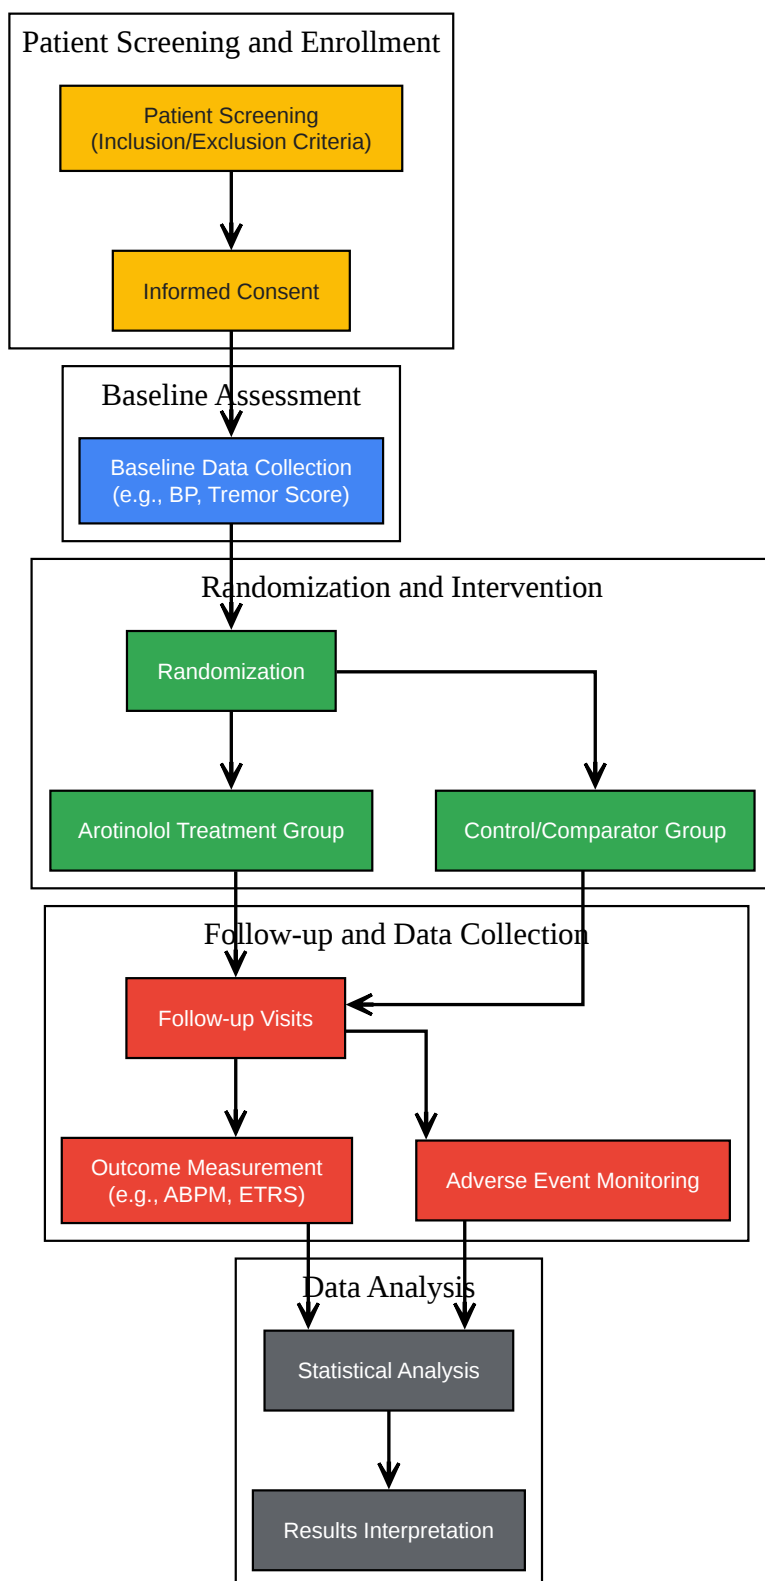 Patient Screening and Enrollment
Patient Screening
(Inclusion/Exclusion Criteria)
Informed Consent
Baseline Assessment
Baseline Data Collection
(e.g., BP, Tremor Score)
Randomization and Intervention
Randomization
Arotinolol Treatment Group
Control/Comparator Group
Follow-up and Data Collection
Follow-up Visits
Outcome Measurement
(e.g., ABPM, ETRS)
Adverse Event Monitoring
Data Analysis
Statistical Analysis
Results Interpretation